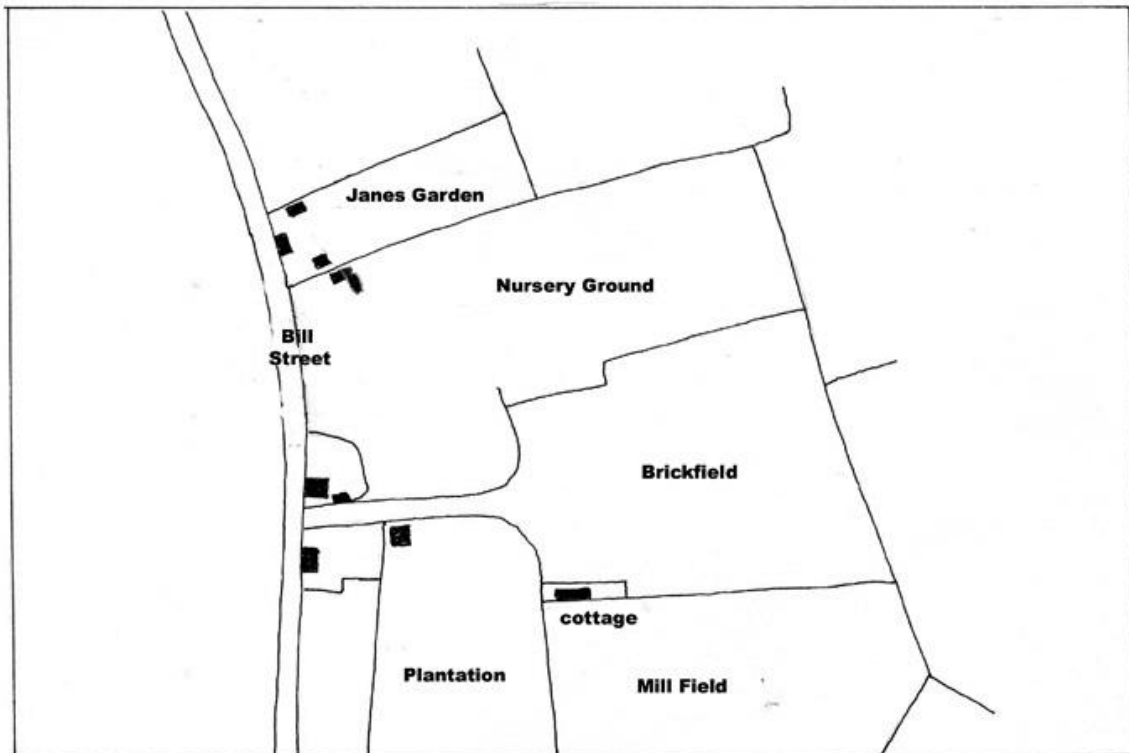 Janes Garden
Nursery Ground
Bill
Street
Brickfield
cottage
Plantation
Mill Field